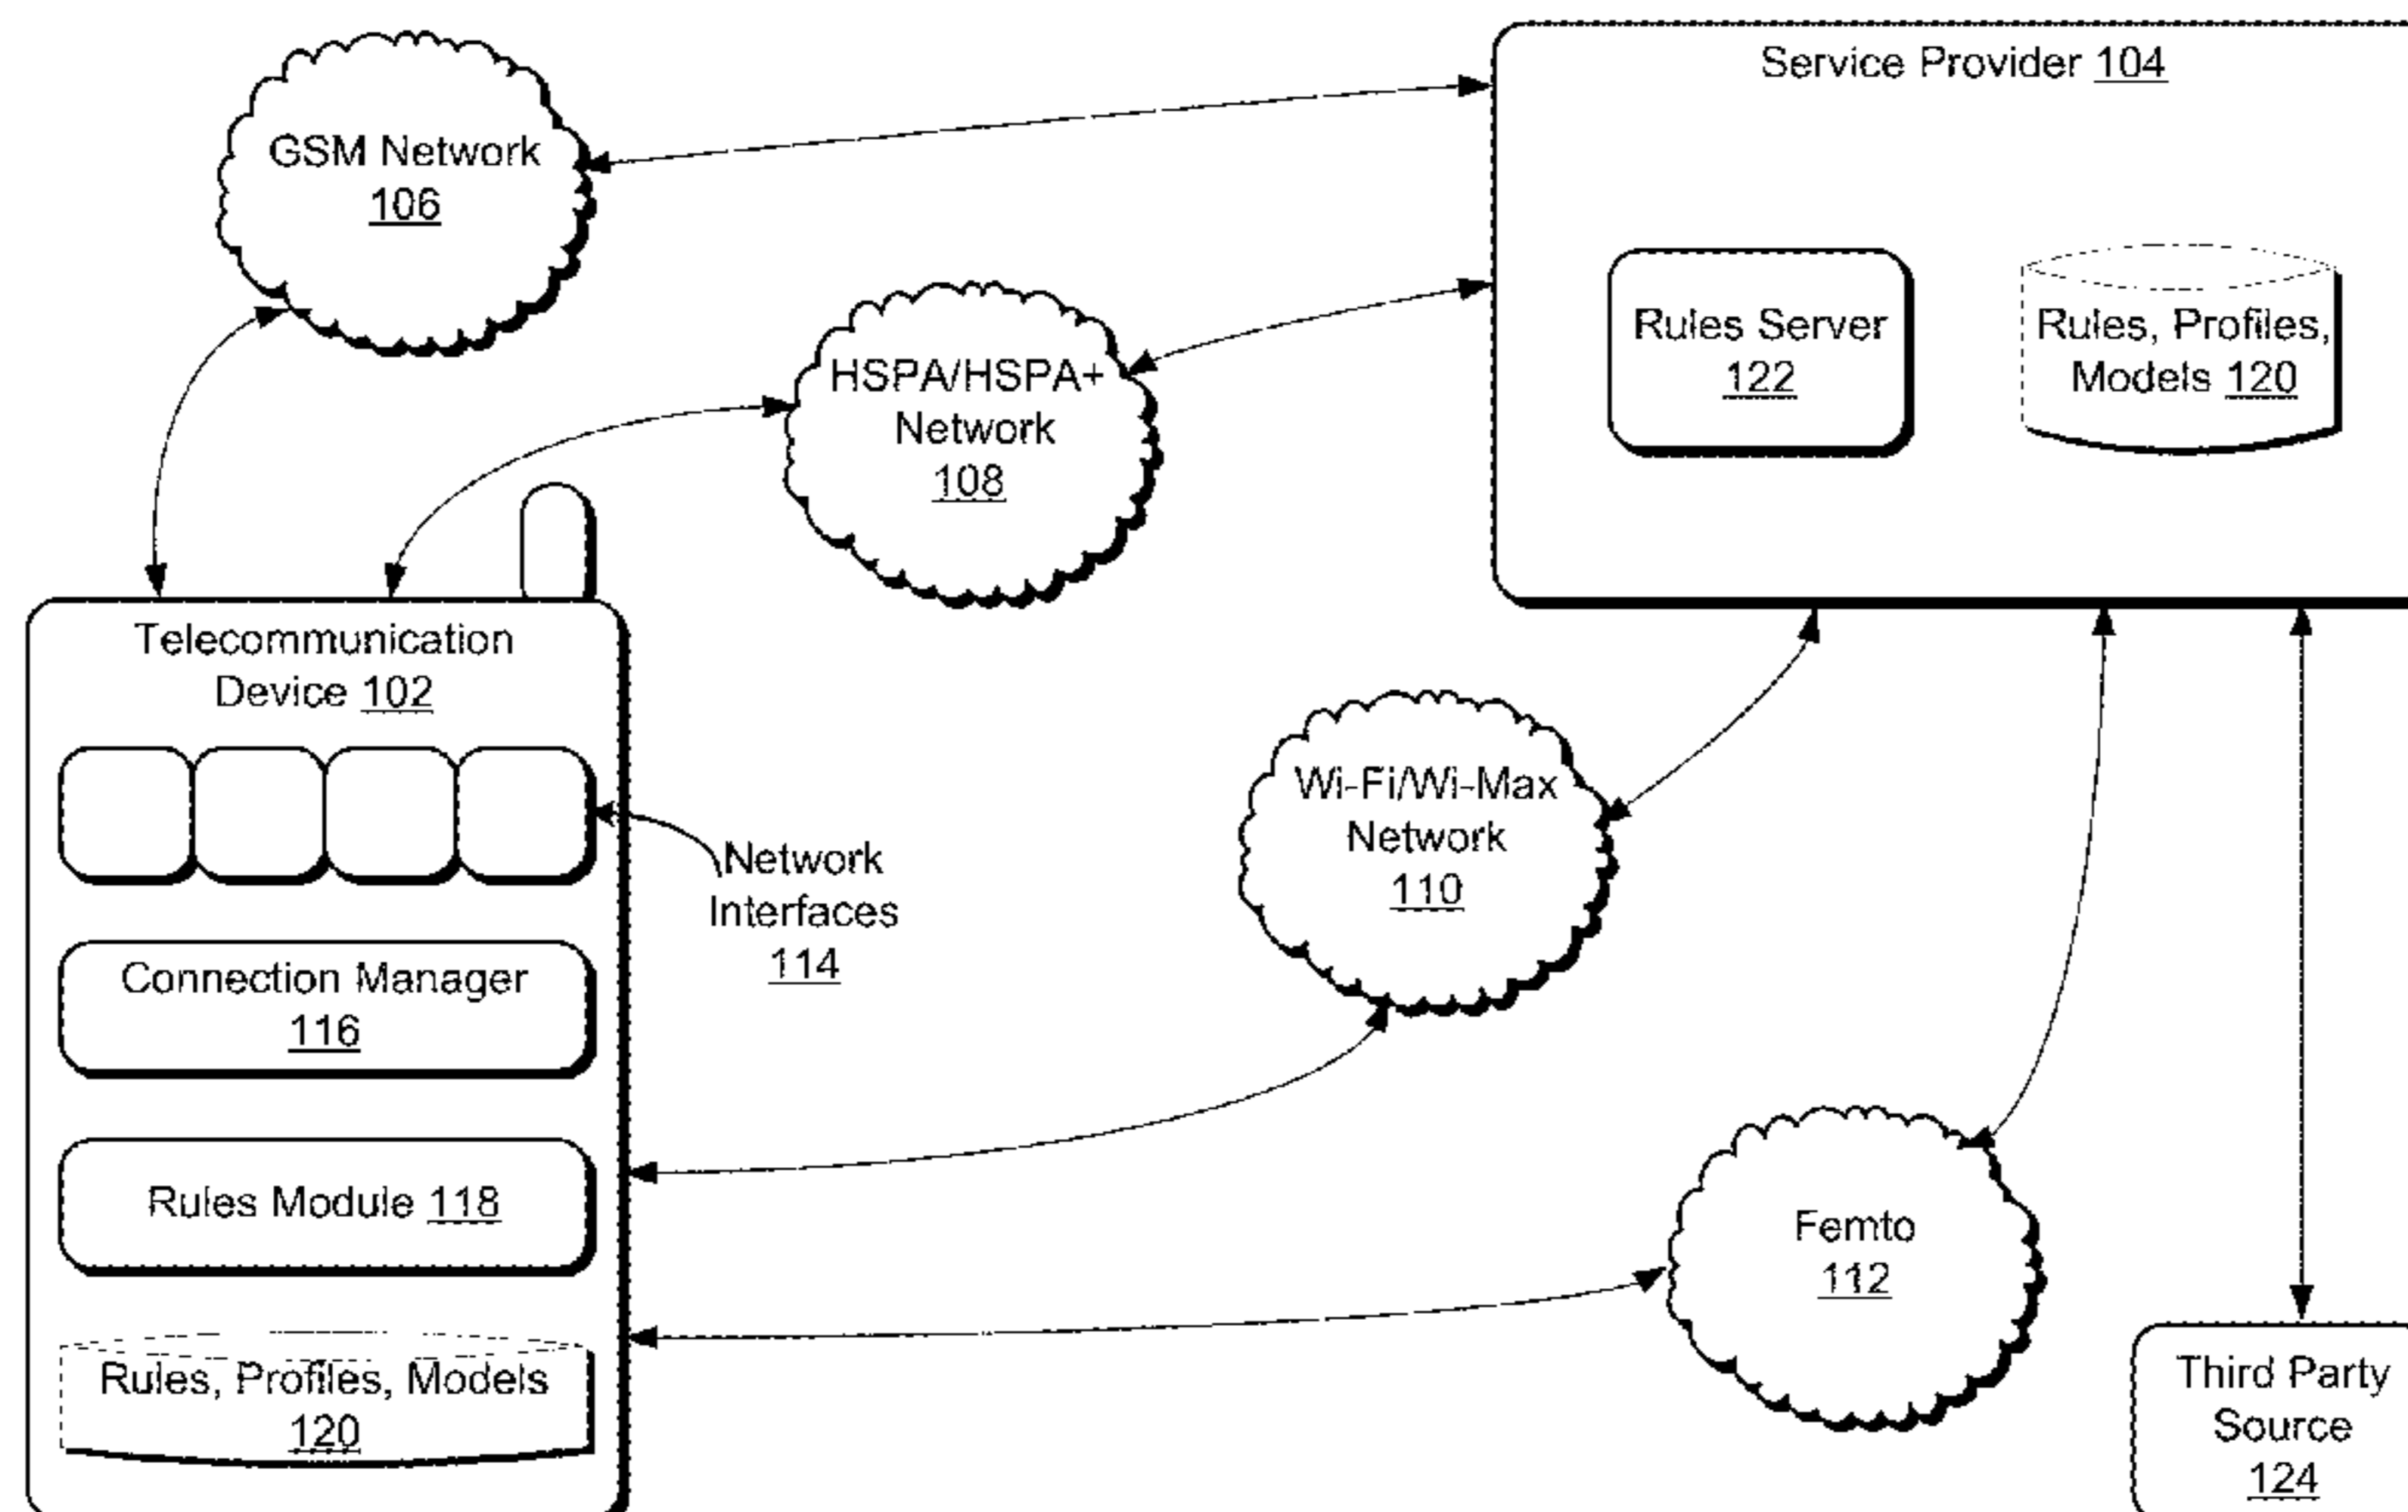 Service Provider 104
GSM Network
106
Rules Server
122
Rules, Profiles,
Models 120
HSPA/HSPA+
Network
108
Telecommunication
Device 102
Network
Interfaces
114
Wi-Fi/Wi-Max
Network
110
Connection Manager
116
Rules Module 118
Femto
112
Rules, Profiles, Models
120
Third Party
Source
124